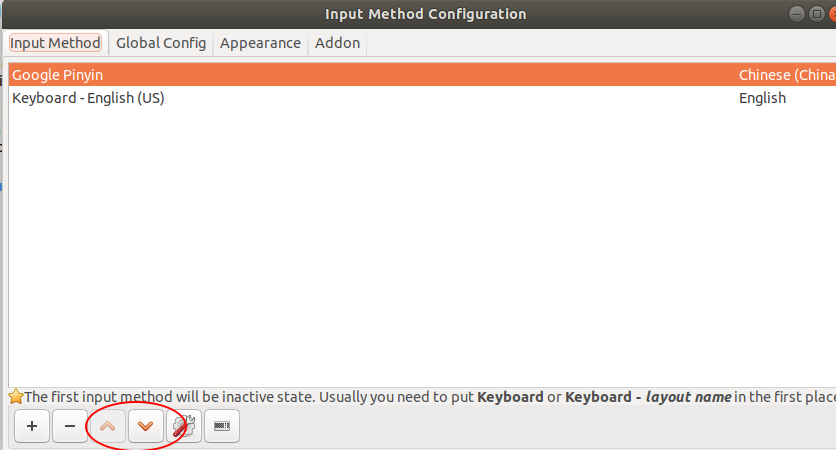 Input Method Configuration
Input Method Global Config Appearance Addon
Google Pinyin Chinese (China
Keyboard - English (US) English
The first input method will be inactive state. Usually you need to put Keyboard or Keyboard - layout name in the first place